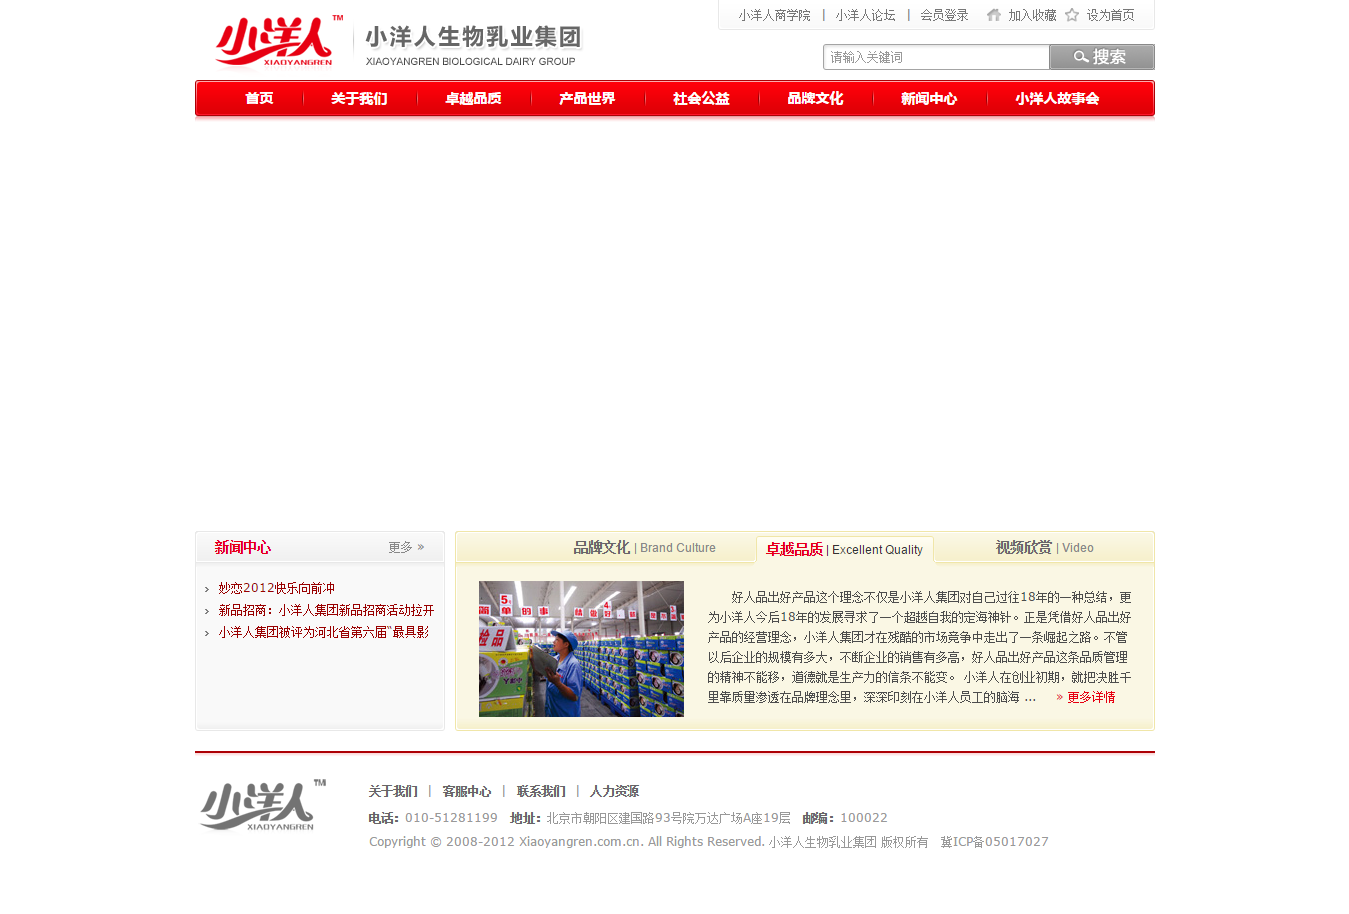 小洋人™
XIAOYANGREN
小洋人生物乳业集团
XIAOYANGREN BIOLOGICAL DAIRY GROUP
小洋人商学院 | 小洋人论坛 | 会员登录 加入收藏 设为首页
请输入关键词 搜索
首页 关于我们 卓越品质 产品世界 社会公益 品牌文化 新闻中心 小洋人故事会
新闻中心 更多 »
妙恋2012快乐向前冲
新品招商：小洋人集团新品招商活动拉开
小洋人集团被评为河北省第六届“最具影
品牌文化 | Brand Culture 卓越品质 | Excellent Quality 视频欣赏 | Video
好人品出好产品这个理念不仅是小洋人集团对自己过往18年的一种总结，更
为小洋人今后18年的发展寻求了一个超越自我的定海神针。正是凭借好人品出好
产品的经营理念，小洋人集团才在残酷的市场竞争中走出了一条崛起之路。不管
以后企业的规模有多大，不断企业的销售有多高，好人品出好产品这条品质管理
的精神不能移，道德就是生产力的信条不能变。 小洋人在创业初期，就把决胜千
里靠质量渗透在品牌理念里，深深印刻在小洋人员工的脑海 ... » 更多详情
小洋人™
XIAOYANGREN
关于我们 | 客服中心 | 联系我们 | 人力资源
电话：010-51281199 地址：北京市朝阳区建国路93号院万达广场A座19层 邮编：100022
Copyright © 2008-2012 Xiaoyangren.com.cn. All Rights Reserved. 小洋人生物乳业集团 版权所有 冀ICP备05017027